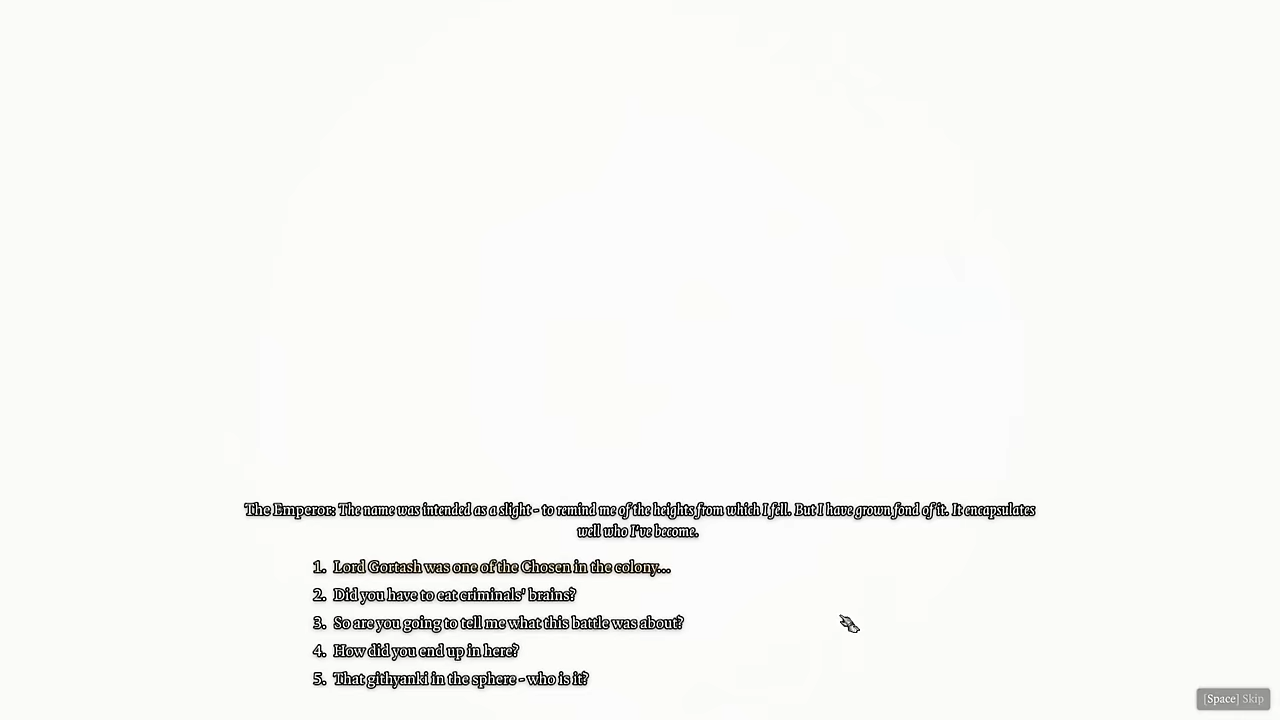 The Emperor: The name was intended as a slight - to remind me of the heights from which I fell. But I have grown fond of it. It encapsulates
well who I've become.
1. Lord Gortash was one of the Chosen in the colony...
2. Did you have to eat criminals' brains?
3. So are you going to tell me what this battle was about?
4. How did you end up in here?
5. That githyanki in the sphere - who is it?
[Space] Skip